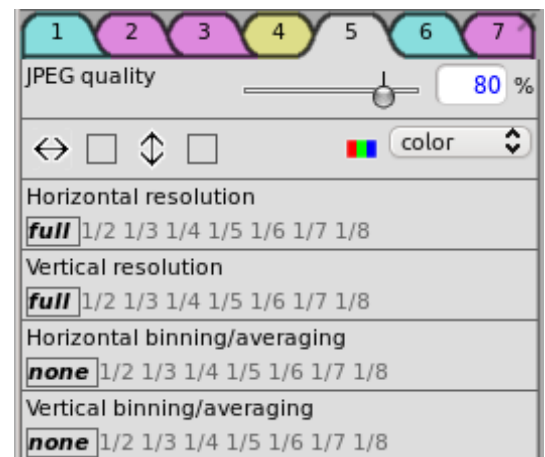 1 2 3 4 5 6 7
JPEG quality 80 %
color
Horizontal resolution
full 1/2 1/3 1/4 1/5 1/6 1/7 1/8
Vertical resolution
full 1/2 1/3 1/4 1/5 1/6 1/7 1/8
Horizontal binning/averaging
none 1/2 1/3 1/4 1/5 1/6 1/7 1/8
Vertical binning/averaging
none 1/2 1/3 1/4 1/5 1/6 1/7 1/8